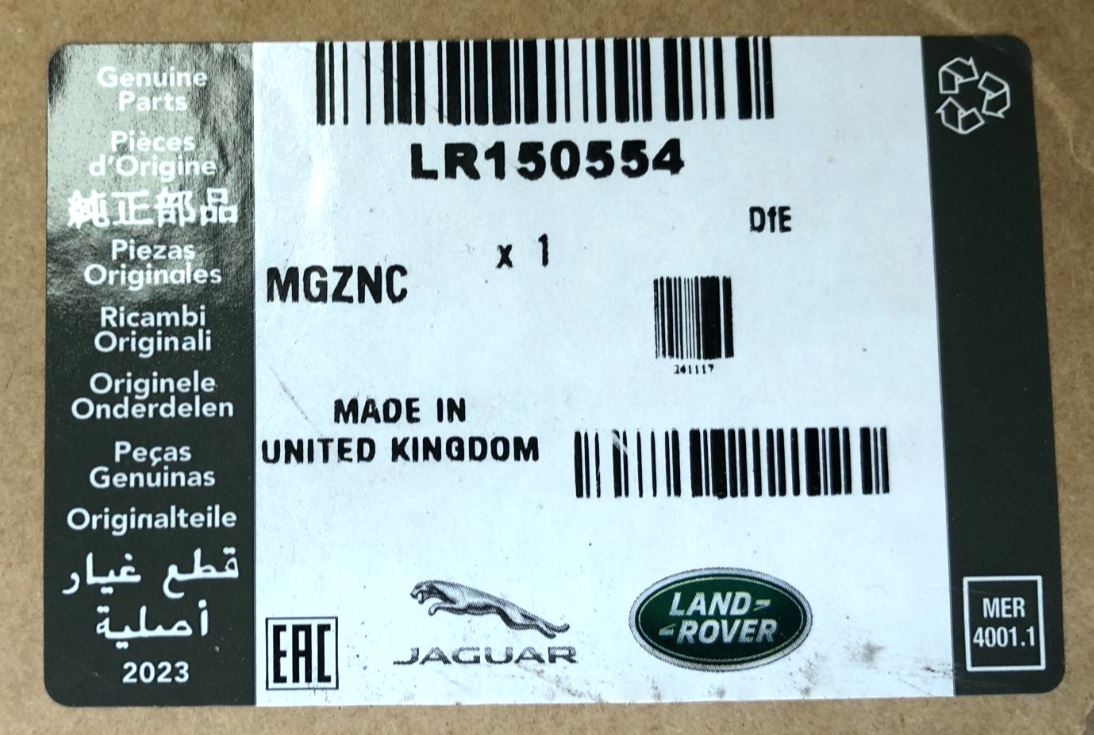 Genuine
Parts
Pièces
d'Origine
純正部品
Piezas
Originales
Ricambi
Originali
Originele
Onderdelen
Peças
Genuinas
Originalteile
قطع غيار
أصلية
2023
LR150554
DfE
x 1
MGZNC
241117
MADE IN
UNITED KINGDOM
EAC
JAGUAR
LAND-
-ROVER
MER
4001.1